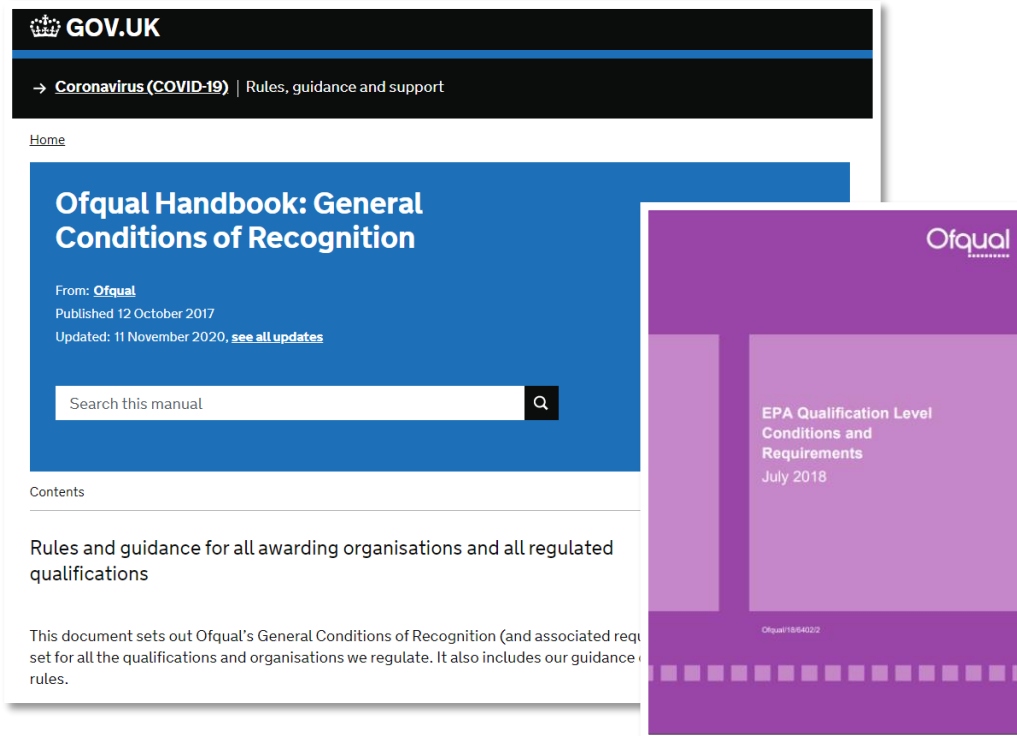 GOV.UK
→ Coronavirus (COVID-19) | Rules, guidance and support
Home
Ofqual Handbook: General
Conditions of Recognition
From: Ofqual
Published 12 October 2017
Updated: 11 November 2020, see all updates
Search this manual
Contents
Rules and guidance for all awarding organisations and all regulated
qualifications
This document sets out Ofqual's General Conditions of Recognition (and associated requ
set for all the qualifications and organisations we regulate. It also includes our guidance
rules.
Ofqual
EPA Qualification Level
Conditions and
Requirements
July 2018
Ofqual/18/6402/2